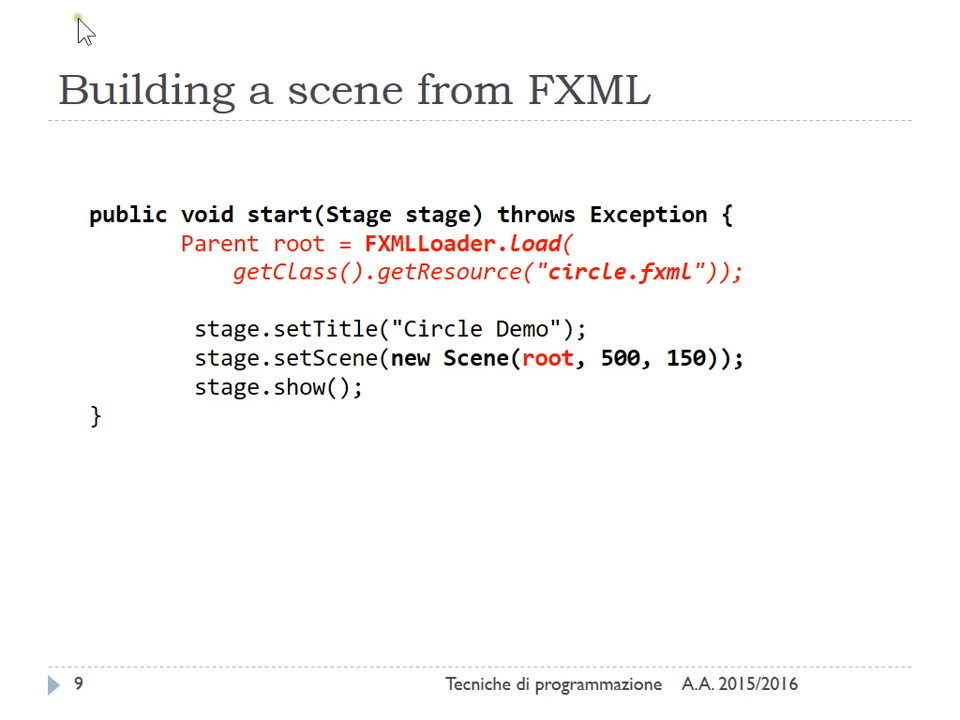 Building a scene from FXML
public void start(Stage stage) throws Exception {
Parent root = FXMLLoader.load(
getClass().getResource("circle.fxml"));
stage.setTitle("Circle Demo");
stage.setScene(new Scene(root, 500, 150));
stage.show();
}
9 Tecniche di programmazione A.A. 2015/2016